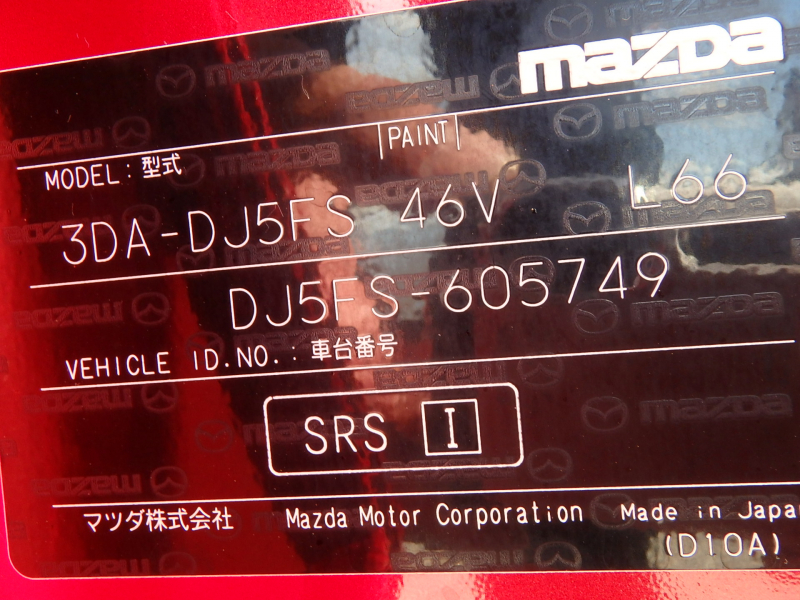 mazda
MODEL:型式 PAINT
3DA-DJ5FS 46V L66
DJ5FS-605749
VEHICLE ID.NO.:車台番号
SRS I
マツダ株式会社 Mazda Motor Corporation Made in Japa
(D10A)